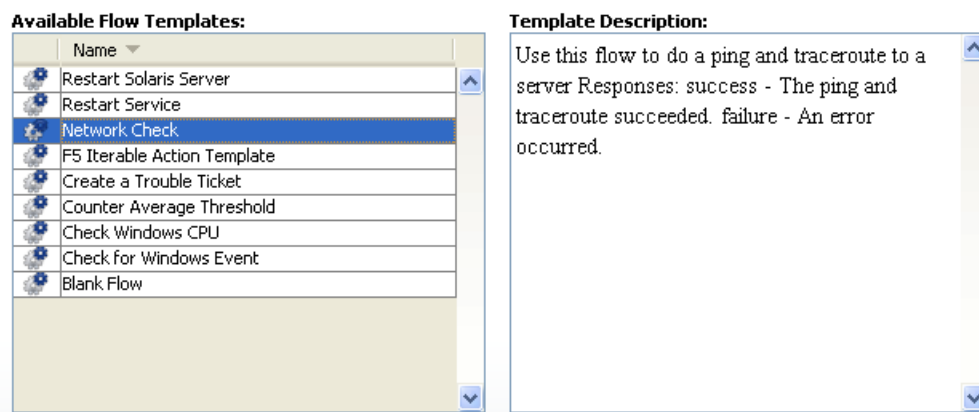 Available Flow Templates:
Name
Restart Solaris Server
Restart Service
Network Check
F5 Iterable Action Template
Create a Trouble Ticket
Counter Average Threshold
Check Windows CPU
Check for Windows Event
Blank Flow
Template Description:
Use this flow to do a ping and traceroute to a
server Responses: success - The ping and
traceroute succeeded. failure - An error
occurred.